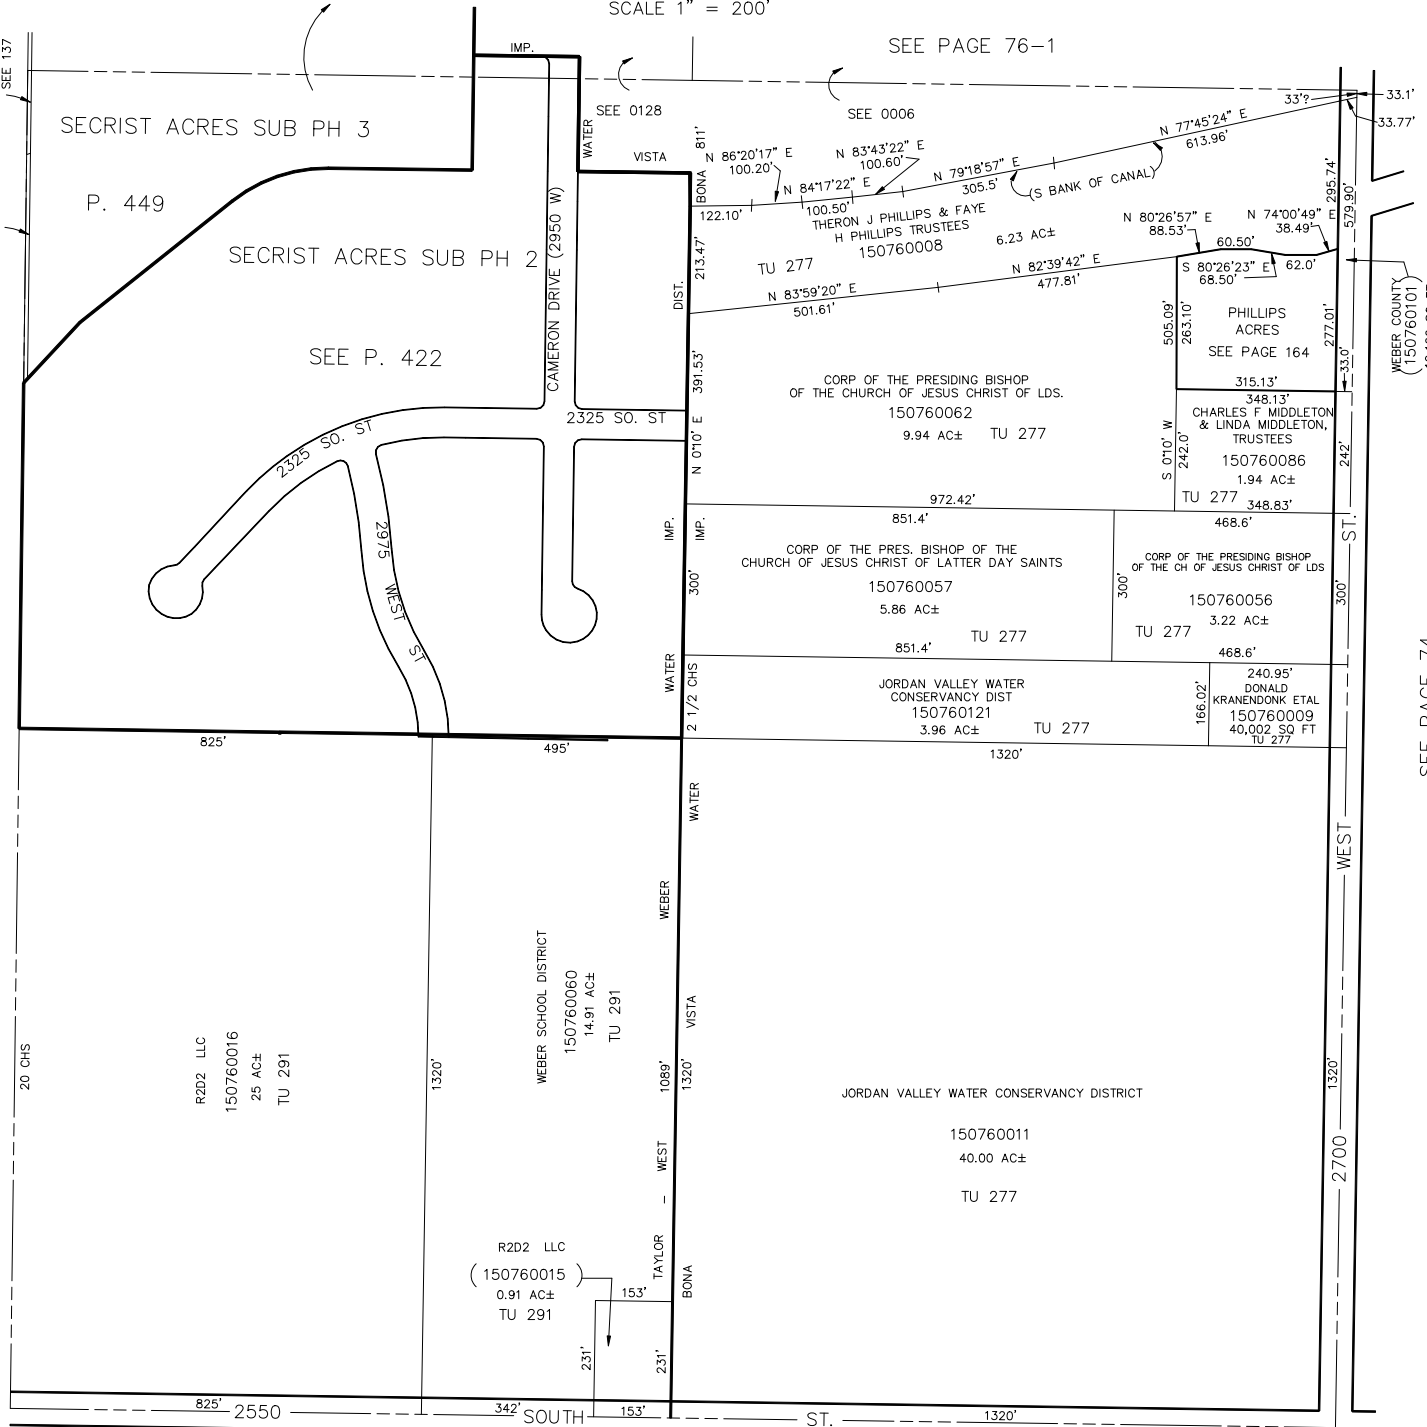 SCALE 1" = 200'
SEE PAGE 76-1
SEE 137
IMP.
SEE 0128
SEE 0006
33'?
33.1'
33.77'
SECRIST ACRES SUB PH 3
P. 449
WATER
VISTA
BONA
811'
N 86°20'17" E
100.20'
N 83°43'22" E
100.60'
N 84°17'22" E
100.50'
N 79°18'57" E
305.5'
N 77°45'24" E
613.96'
(S BANK OF CANAL)
122.10'
THERON J PHILLIPS & FAYE
H PHILLIPS TRUSTEES
150760008
6.23 AC±
TU 277
295.74'
579.90'
N 80°26'57" E
88.53'
N 74°00'49" E
38.49'
60.50'
S 80°26'23" E
68.50'
62.0'
SECRIST ACRES SUB PH 2
SEE P. 422
CAMERON DRIVE (2950 W)
DIST.
213.47'
N 83°59'20" E
501.61'
N 82°39'42" E
477.81'
WEBER COUNTY
(150760101)
505.09'
263.10'
PHILLIPS
ACRES
SEE PAGE 164
277.01'
33.0'
315.13'
348.13'
391.53'
N 0°10' E
CORP OF THE PRESIDING BISHOP
OF THE CHURCH OF JESUS CHRIST OF LDS.
150760062
9.94 AC±
TU 277
2325 SO. ST
2325 SO. ST
S 0°10' W
242.0'
CHARLES F MIDDLETON
& LINDA MIDDLETON,
TRUSTEES
150760086
1.94 AC±
TU 277
348.83'
242'
972.42'
851.4'
468.6'
ST.
2975 WEST ST
IMP.
IMP.
300'
CORP OF THE PRES. BISHOP OF THE
CHURCH OF JESUS CHRIST OF LATTER DAY SAINTS
150760057
5.86 AC±
TU 277
851.4'
300'
CORP OF THE PRESIDING BISHOP
OF THE CH OF JESUS CHRIST OF LDS
150760056
3.22 AC±
TU 277
468.6'
300'
WATER
2 1/2 CHS
JORDAN VALLEY WATER
CONSERVANCY DIST
150760121
3.96 AC±
TU 277
166.02'
240.95'
DONALD
KRANENDONK ETAL
150760009
40,002 SQ FT
TU 277
SEE PAGE 74
825'
495'
1320'
WATER
WEST
WEBER
WEBER SCHOOL DISTRICT
150760060
14.91 AC±
TU 291
VISTA
20 CHS
R2D2 LLC
150760016
25 AC±
TU 291
1320'
1089'
1320'
1320'
JORDAN VALLEY WATER CONSERVANCY DISTRICT
150760011
40.00 AC±
TU 277
2700
WEST
-
TAYLOR
BONA
R2D2 LLC
(150760015)
0.91 AC±
TU 291
153'
231'
231'
825'
2550
342'
SOUTH
153'
ST.
1320'